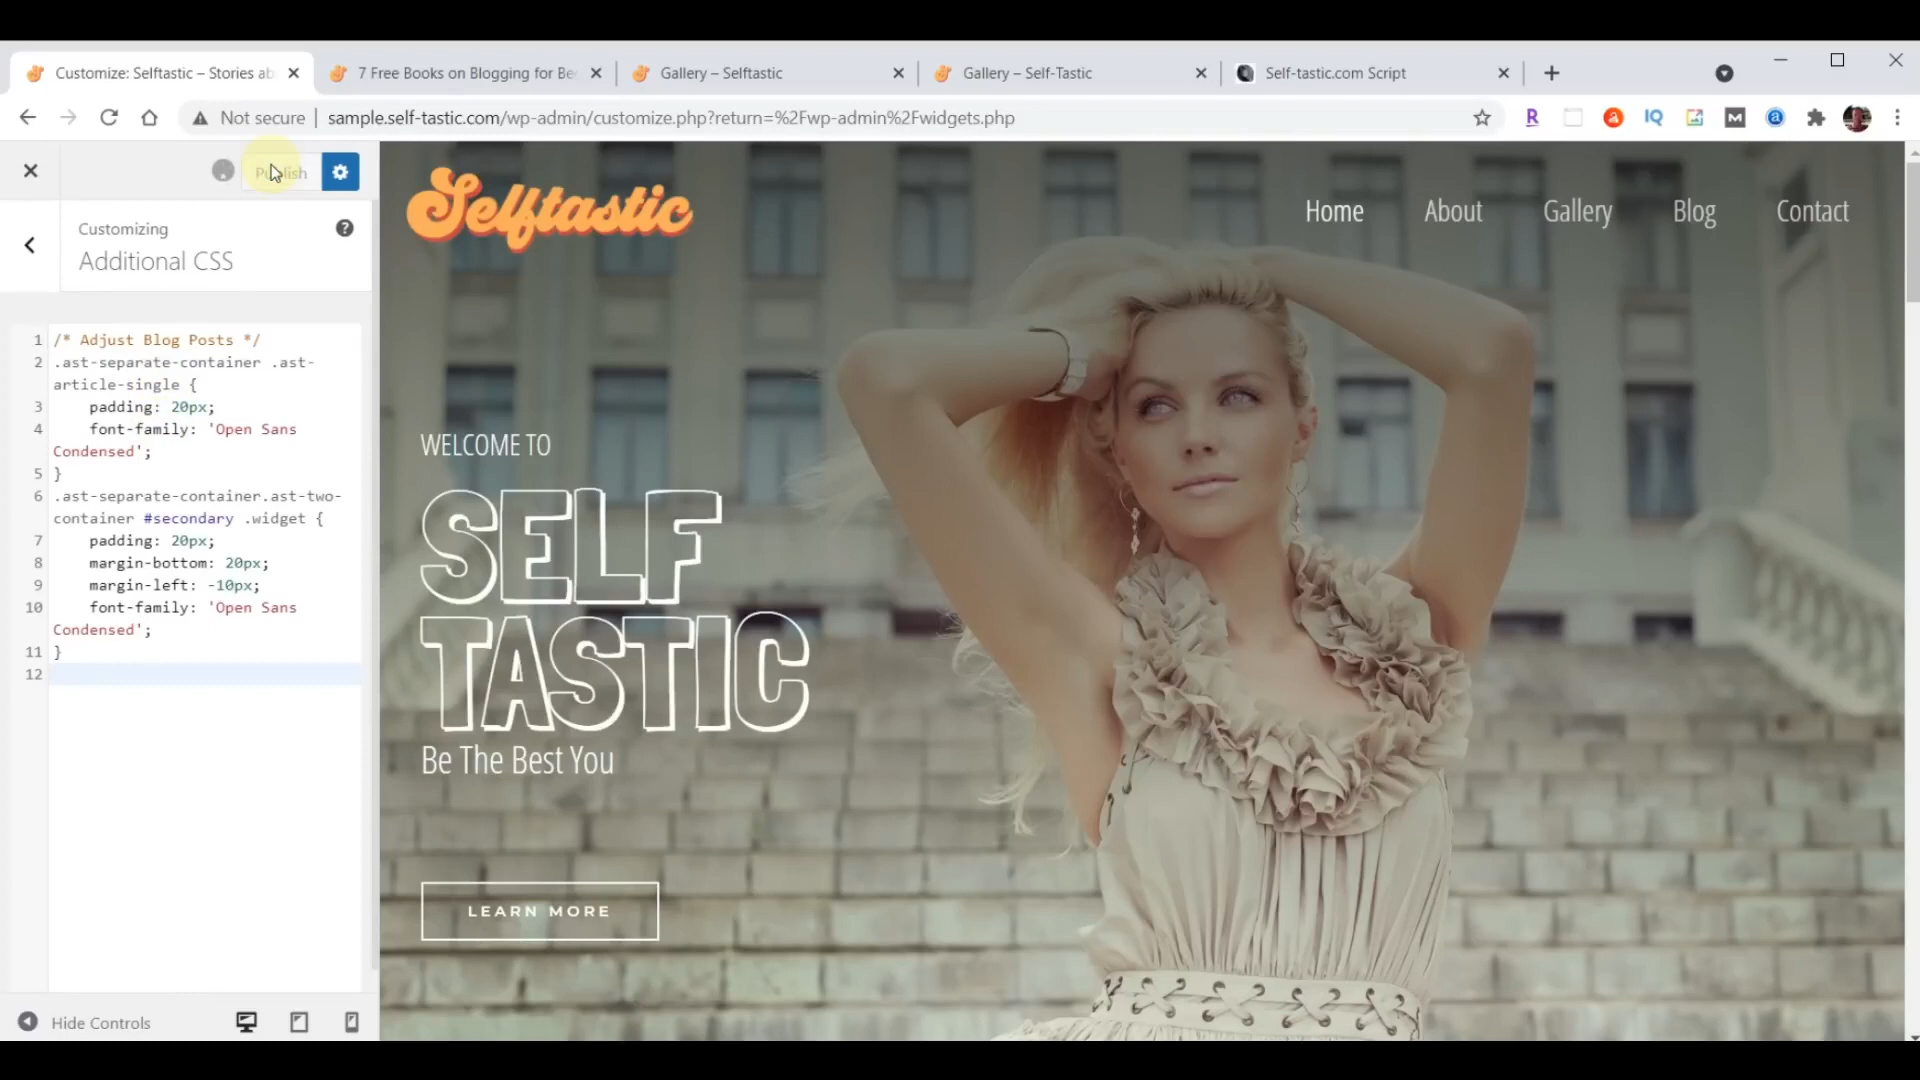 Customize: Selftastic – Stories ab
7 Free Books on Blogging for Be
Gallery – Selftastic
Gallery – Self-Tastic
Self-tastic.com Script
Not secure
sample.self-tastic.com/wp-admin/customize.php?return=%2Fwp-admin%2Fwidgets.php
R
IQ
M
a
Publish
Customizing
?
Additional CSS
1 /* Adjust Blog Posts */
2 .ast-separate-container .ast-
article-single {
3 padding: 20px;
4 font-family: 'Open Sans
Condensed';
5 }
6 .ast-separate-container.ast-two-
container #secondary .widget {
7 padding: 20px;
8 margin-bottom: 20px;
9 margin-left: -10px;
10 font-family: 'Open Sans
Condensed';
11 }
12
Hide Controls
Selftastic
Home
About
Gallery
Blog
Contact
WELCOME TO
SELF
TASTIC
Be The Best You
LEARN MORE